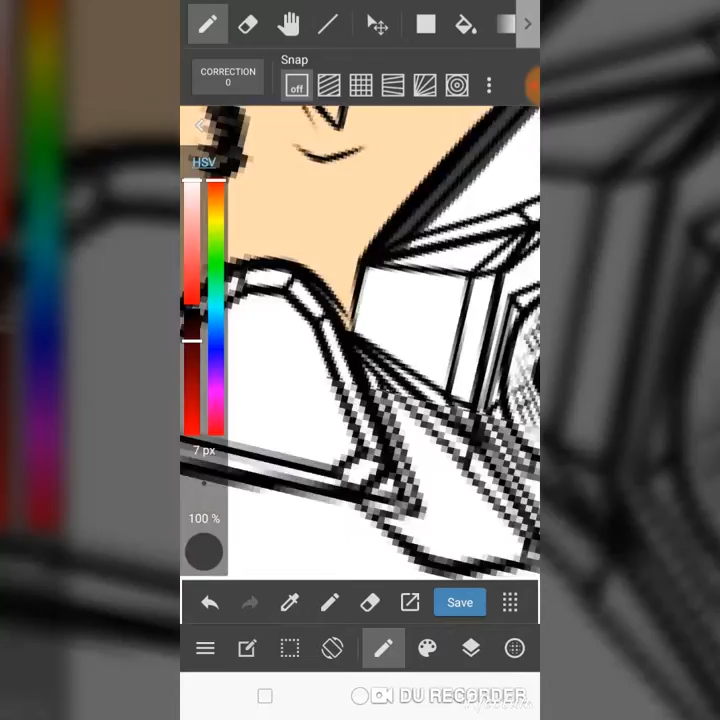 Snap
CORRECTION
0
off
HSV
7 px
100 %
Save
DU RECORDER